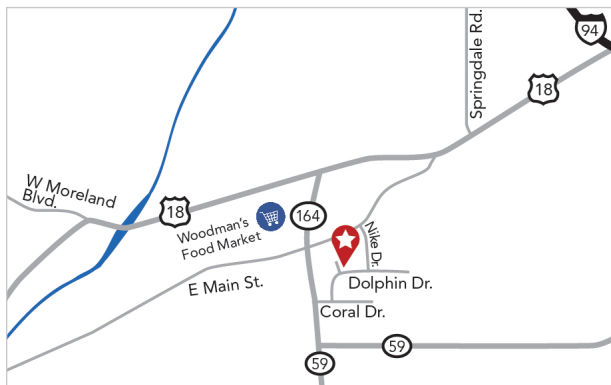 94
Springdale Rd.
18
W Moreland
Blvd.
18
Woodman's
Food Market
164
Nike Dr.
E Main St.
Dolphin Dr.
Coral Dr.
59
59